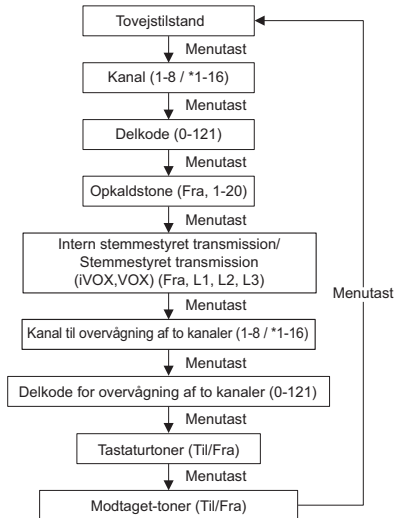 Tovejstilstand
Menutast
Kanal (1-8 / *1-16)
Menutast
Delkode (0-121)
Menutast
Opkaldstone (Fra, 1-20)
Menutast
Intern stemmestyret transmission/
Stemmestyret transmission
(iVOX,VOX) (Fra, L1, L2, L3)
Menutast
Menutast
Kanal til overvågning af to kanaler (1-8 / *1-16)
Menutast
Delkode for overvågning af to kanaler (0-121)
Menutast
Tastaturtoner (Til/Fra)
Menutast
Modtaget-toner (Til/Fra)